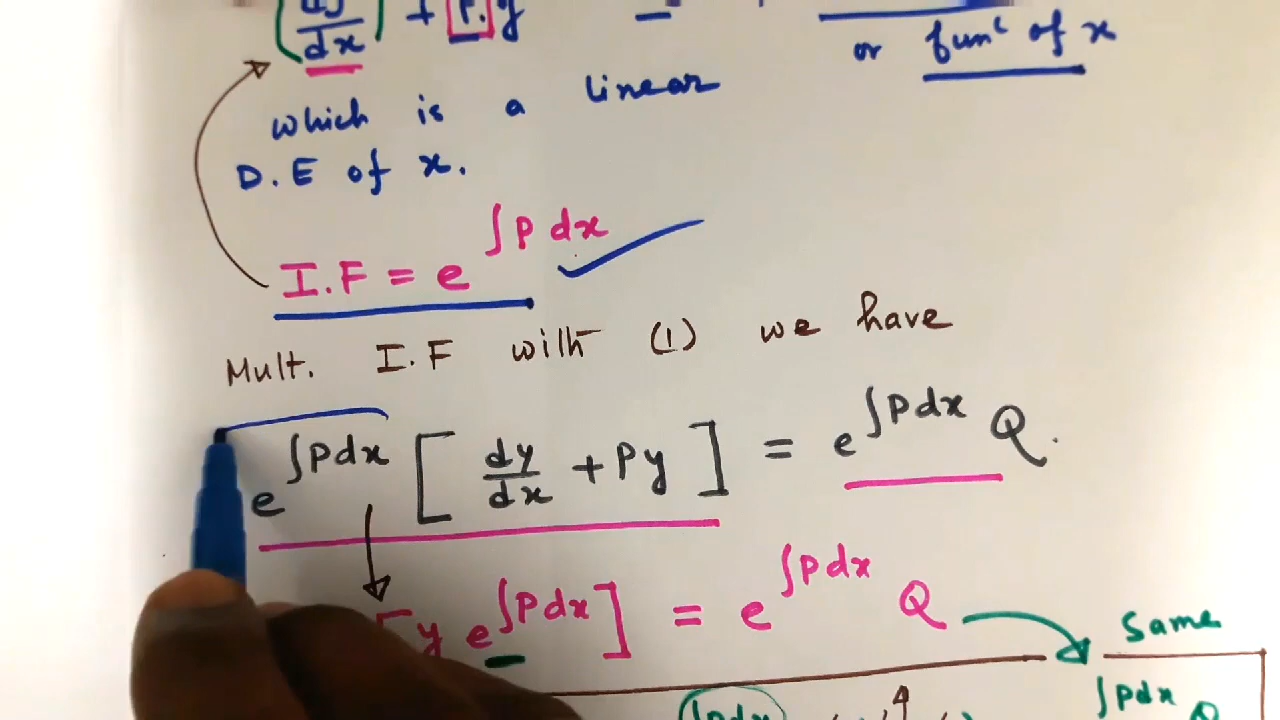 dy/dx + P.y
or funᶜ of x
which is a linear
D.E of x.
I.F = e^∫P dx
Mult. I.F with (1) we have
e^∫Pdx [ dy/dx + Py ] = e^∫Pdx Q.
[y e^∫Pdx] = e^∫Pdx Q
Same
∫Pdx
∫Pdx Q